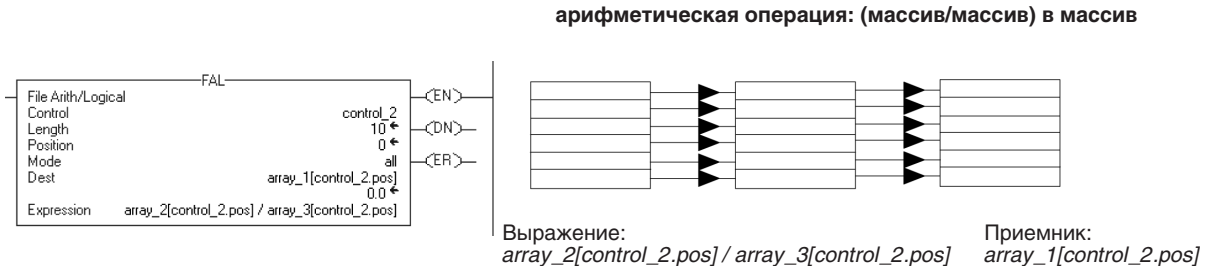 арифметическая операция: (массив/массив) в массив
FAL
File Arith/Logical
Control control_2
Length 10
Position 0
Mode all
Dest array_1[control_2.pos]
0.0
Expression array_2[control_2.pos] / array_3[control_2.pos]
EN
DN
ER
Выражение:
array_2[control_2.pos] / array_3[control_2.pos]
Приемник:
array_1[control_2.pos]